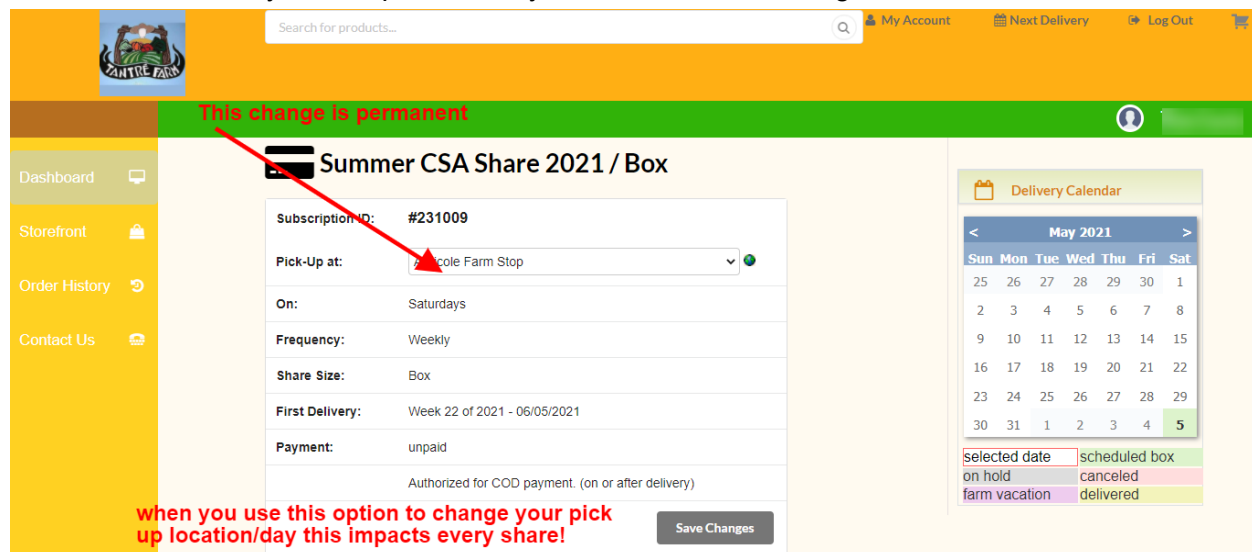 Search for products...
My Account
Next Delivery
Log Out
TANTRÉ FARM
This change is permanent
Dashboard
Storefront
Order History
Contact Us
Summer CSA Share 2021 / Box
Subscription ID: #231009
Pick-Up at: Farm Stop
On: Saturdays
Frequency: Weekly
Share Size: Box
First Delivery: Week 22 of 2021 - 06/05/2021
Payment: unpaid
Authorized for COD payment. (on or after delivery)
when you use this option to change your pick
up location/day this impacts every share!
Save Changes
Delivery Calendar
< May 2021 >
Sun Mon Tue Wed Thu Fri Sat
25 26 27 28 29 30 1
2 3 4 5 6 7 8
9 10 11 12 13 14 15
16 17 18 19 20 21 22
23 24 25 26 27 28 29
30 31 1 2 3 4 5
selected date scheduled box
on hold canceled
farm vacation delivered